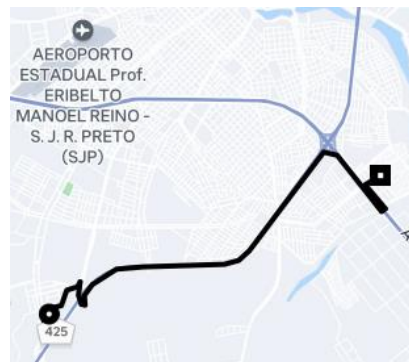 AEROPORTO
ESTADUAL Prof.
ERIBELTO
MANOEL REINO -
S. J. R. PRETO
(SJP)
425